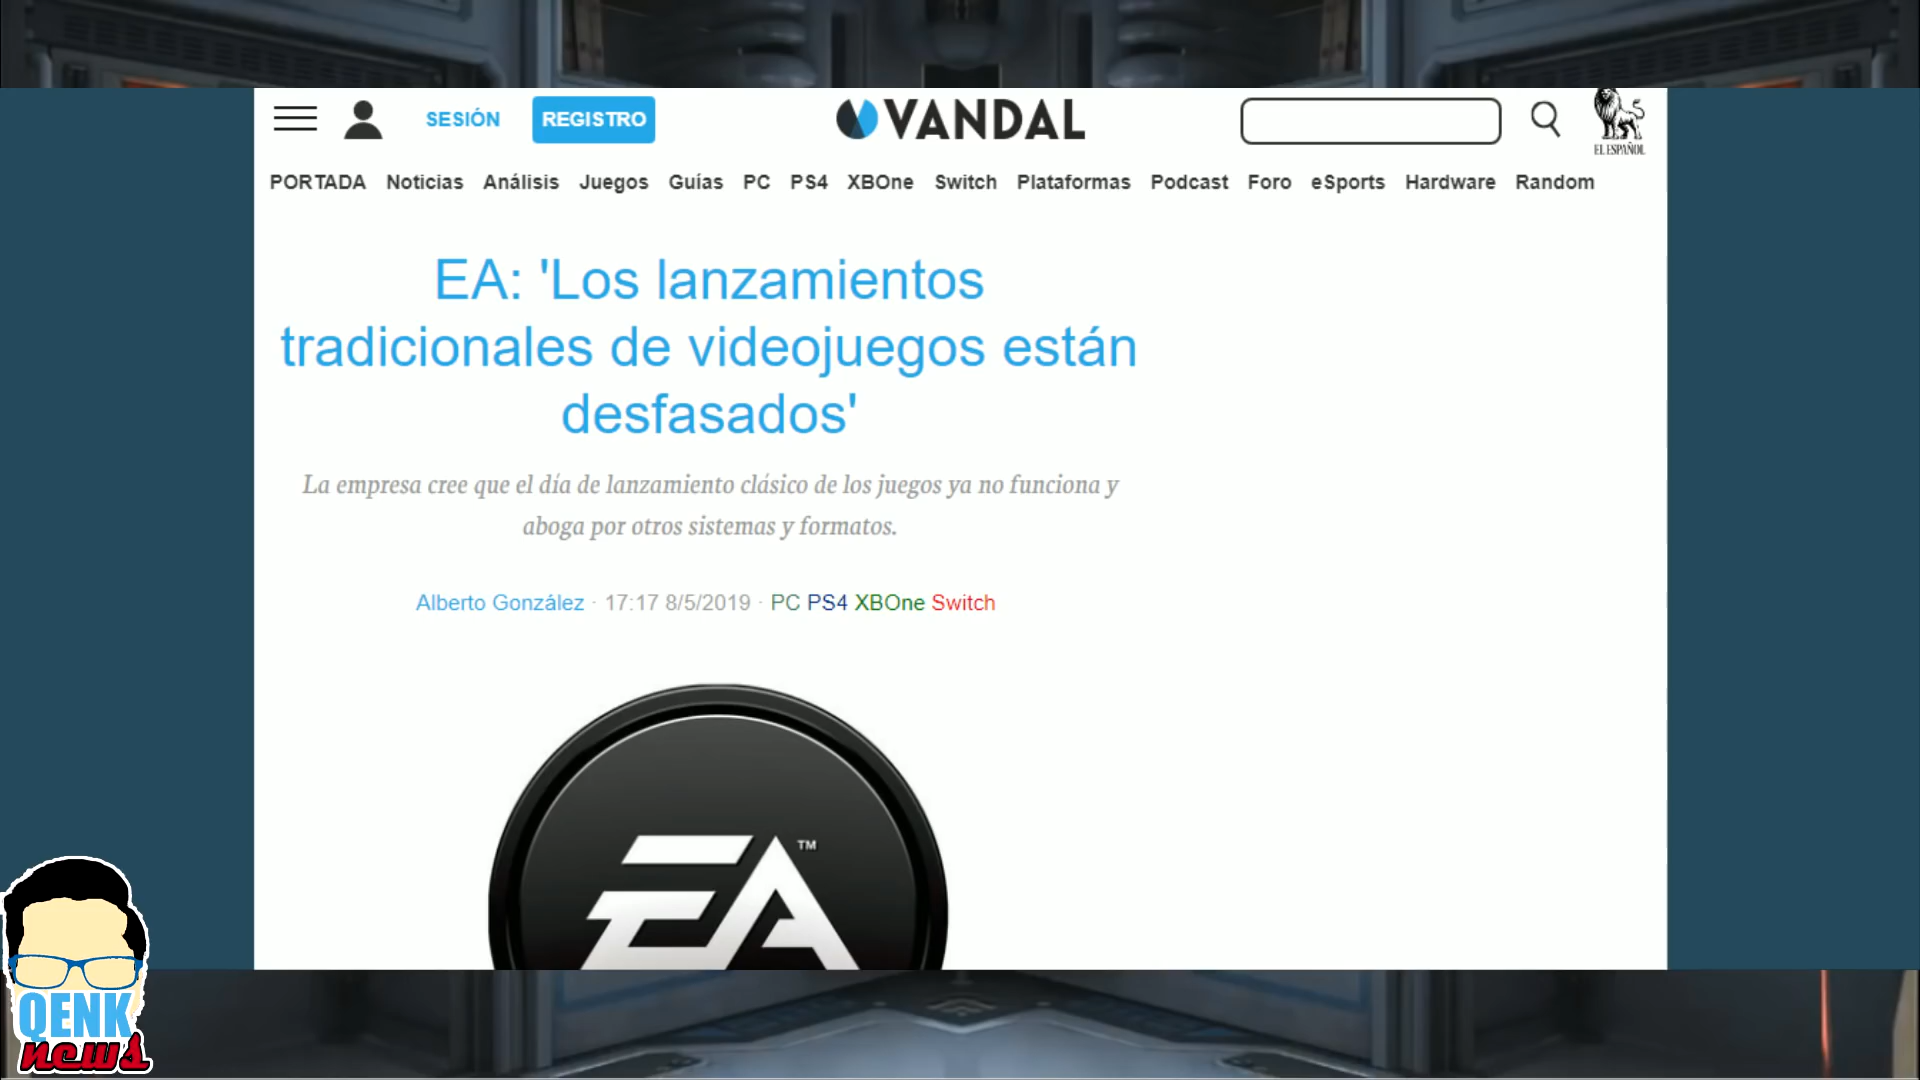 SESIÓN REGISTRO VANDAL
EL ESPAÑOL
PORTADA Noticias Análisis Juegos Guías PC PS4 XBOne Switch Plataformas Podcast Foro eSports Hardware Random
EA: 'Los lanzamientos
tradicionales de videojuegos están
desfasados'
La empresa cree que el día de lanzamiento clásico de los juegos ya no funciona y
aboga por otros sistemas y formatos.
Alberto González · 17:17 8/5/2019 · PC PS4 XBOne Switch
EA™
QENK
news